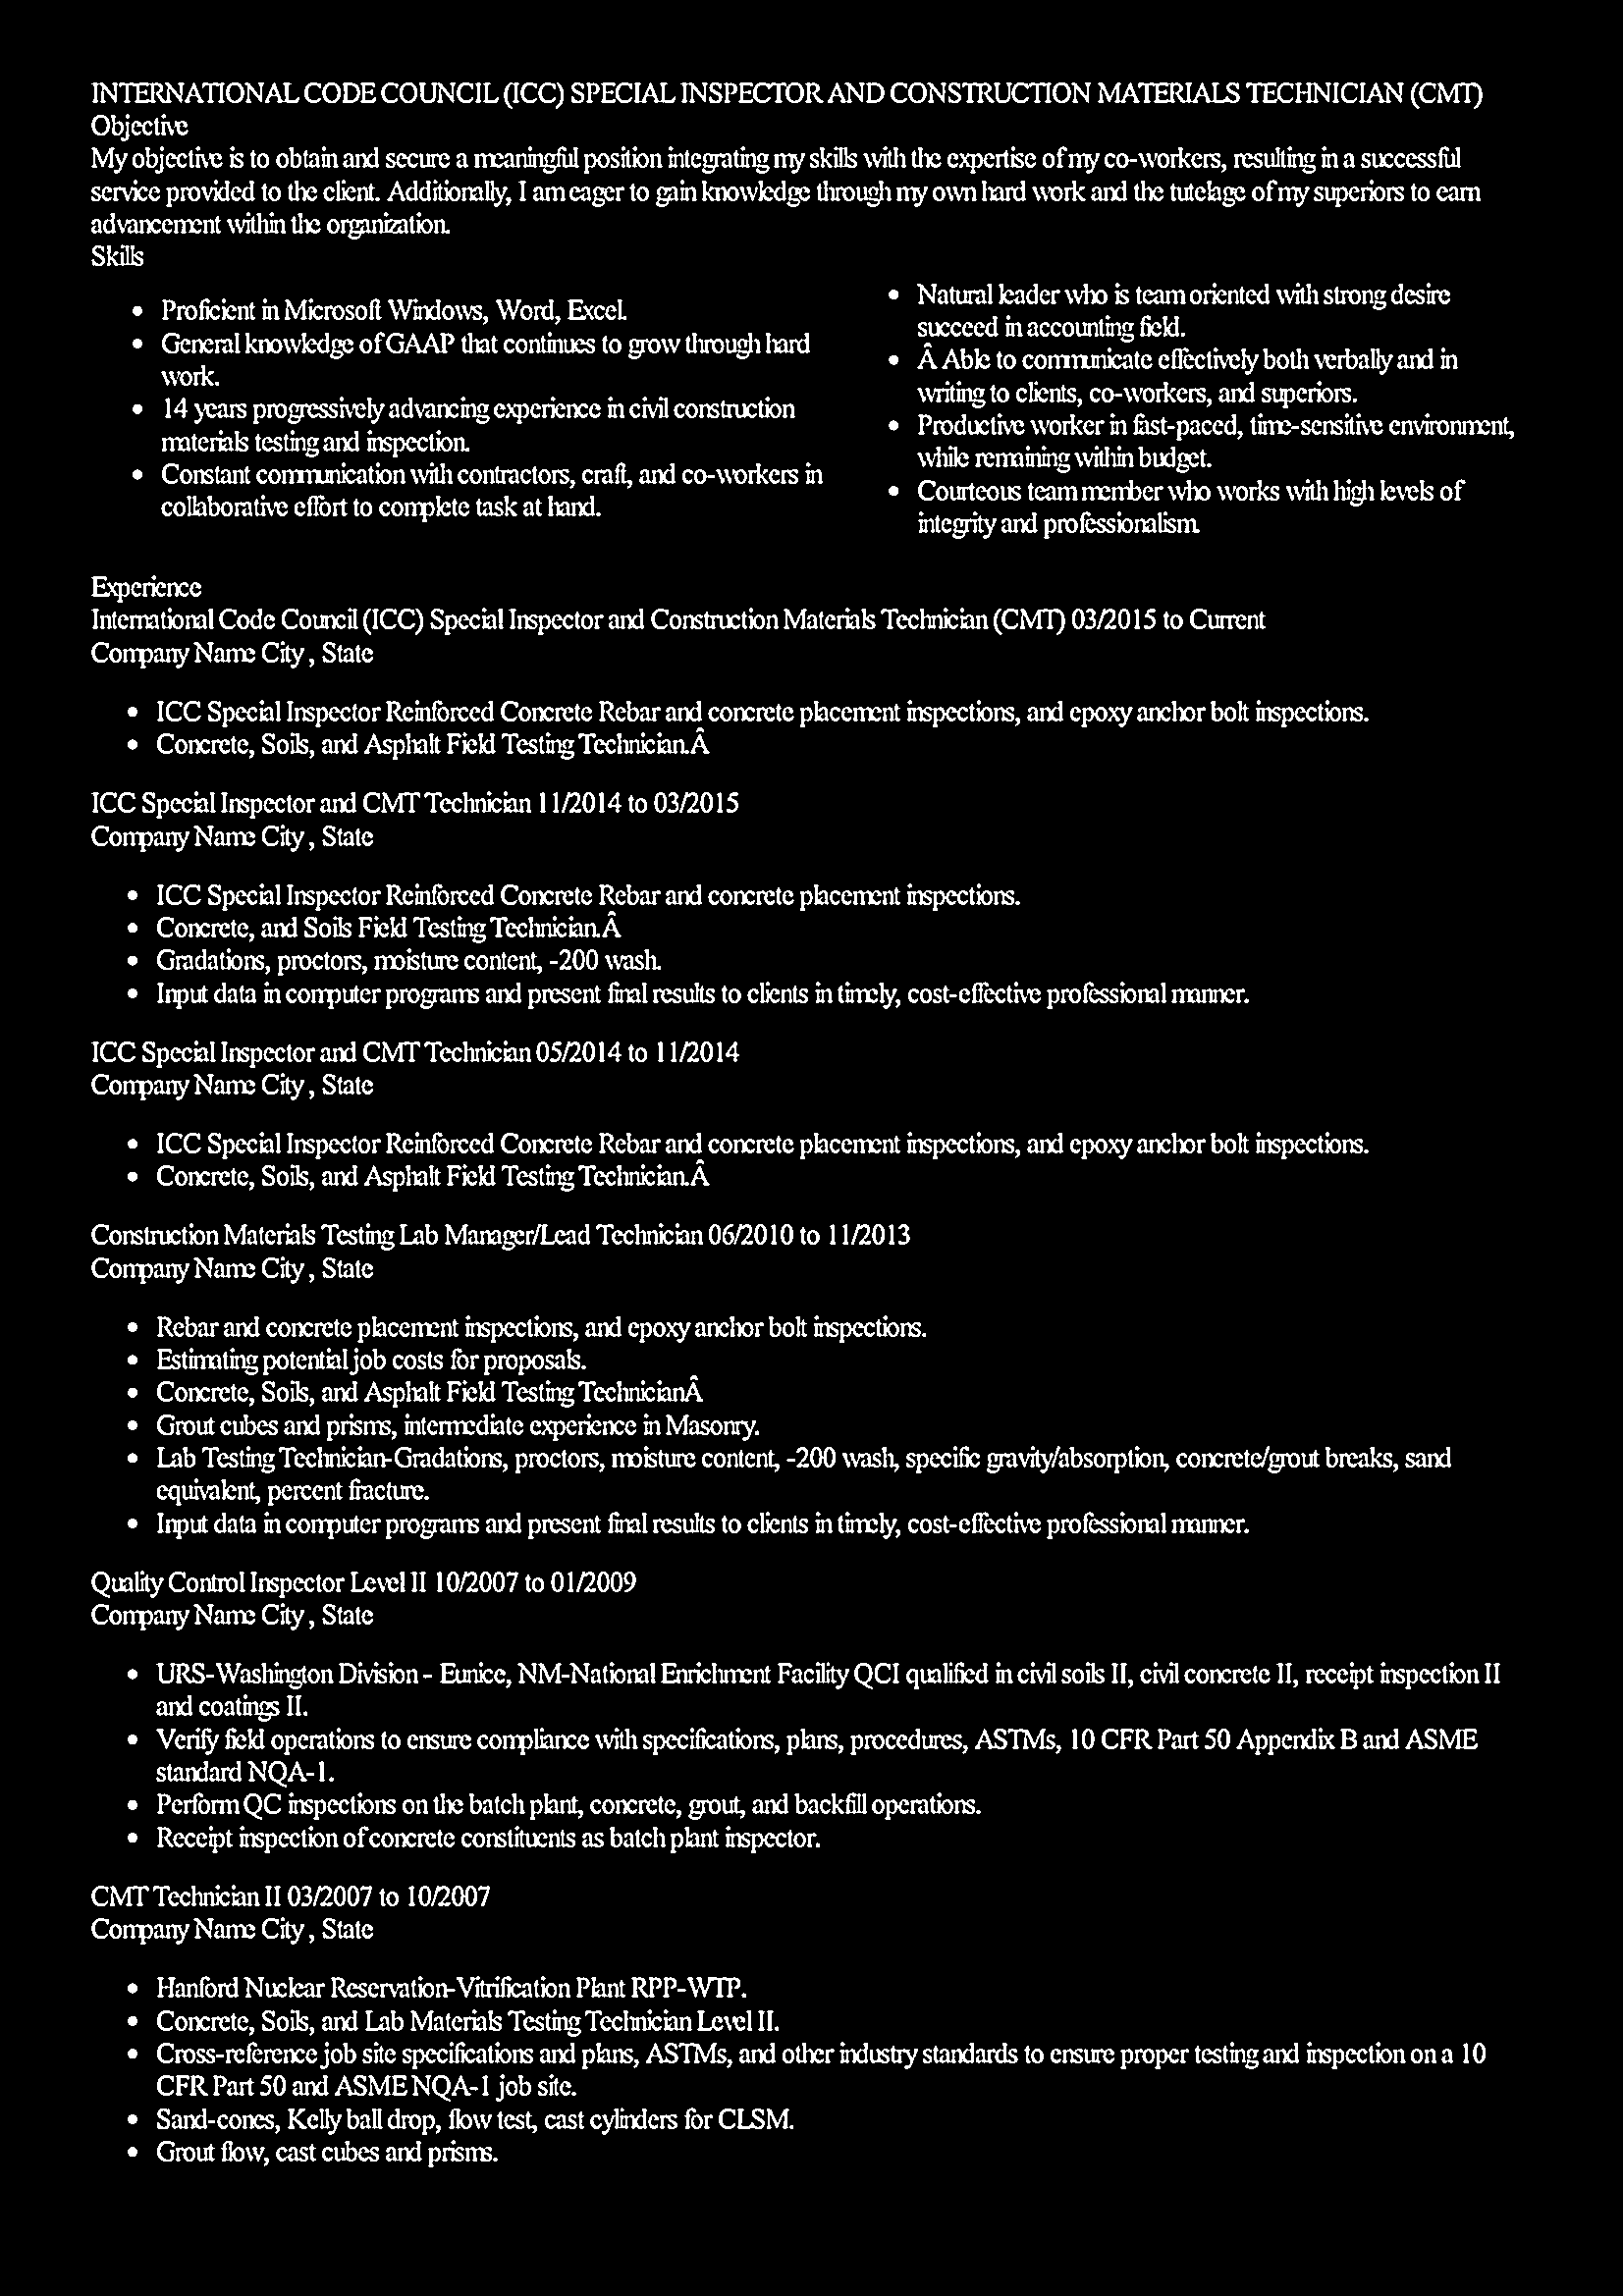 INTERNATIONAL CODE COUNCIL (ICC) SPECIAL INSPECTOR AND CONSTRUCTION MATERIALS TECHNICIAN (CMT)
Objective
My objective is to obtain and secure a meaningful position integrating my skills with the expertise of my co-workers, resulting in a successful
service provided to the client. Additionally, I am eager to gain knowledge through my own hard work and the tutelage of my superiors to earn
advancement within the organization.
Skills
• Proficient in Microsoft Windows, Word, Excel.
• General knowledge of GAAP that continues to grow through hard
work.
• 14 years progressively advancing experience in civil construction
materials testing and inspection.
• Constant communication with contractors, craft, and co-workers in
collaborative effort to complete task at hand.
• Natural leader who is team oriented with strong desire
succeed in accounting field.
• Â Able to communicate effectively both verbally and in
writing to clients, co-workers, and superiors.
• Productive worker in fast-paced, time-sensitive environment,
while remaining within budget.
• Courteous team member who works with high levels of
integrity and professionalism.
Experience
International Code Council (ICC) Special Inspector and Construction Materials Technician (CMT) 03/2015 to Current
Company Name City , State
• ICC Special Inspector Reinforced Concrete Rebar and concrete placement inspections, and epoxy anchor bolt inspections.
• Concrete, Soils, and Asphalt Field Testing Technician.Â
ICC Special Inspector and CMT Technician 11/2014 to 03/2015
Company Name City , State
• ICC Special Inspector Reinforced Concrete Rebar and concrete placement inspections.
• Concrete, and Soils Field Testing Technician.Â
• Gradations, proctors, moisture content, -200 wash.
• Input data in computer programs and present final results to clients in timely, cost-effective professional manner.
ICC Special Inspector and CMT Technician 05/2014 to 11/2014
Company Name City , State
• ICC Special Inspector Reinforced Concrete Rebar and concrete placement inspections, and epoxy anchor bolt inspections.
• Concrete, Soils, and Asphalt Field Testing Technician.Â
Construction Materials Testing Lab Manager/Lead Technician 06/2010 to 11/2013
Company Name City , State
• Rebar and concrete placement inspections, and epoxy anchor bolt inspections.
• Estimating potential job costs for proposals.
• Concrete, Soils, and Asphalt Field Testing TechnicianÂ
• Grout cubes and prisms, intermediate experience in Masonry.
• Lab Testing Technician-Gradations, proctors, moisture content, -200 wash, specific gravity/absorption, concrete/grout breaks, sand
equivalent, percent fracture.
• Input data in computer programs and present final results to clients in timely, cost-effective professional manner.
Quality Control Inspector Level II 10/2007 to 01/2009
Company Name City , State
• URS-Washington Division - Eunice, NM-National Enrichment Facility QCI qualified in civil soils II, civil concrete II, receipt inspection II
and coatings II.
• Verify field operations to ensure compliance with specifications, plans, procedures, ASTMs, 10 CFR Part 50 Appendix B and ASME
standard NQA-1.
• Perform QC inspections on the batch plant, concrete, grout, and backfill operations.
• Receipt inspection of concrete constituents as batch plant inspector.
CMT Technician II 03/2007 to 10/2007
Company Name City , State
• Hanford Nuclear Reservation-Vitrification Plant RPP-WTP.
• Concrete, Soils, and Lab Materials Testing Technician Level II.
• Cross-reference job site specifications and plans, ASTMs, and other industry standards to ensure proper testing and inspection on a 10
CFR Part 50 and ASME NQA-1 job site.
• Sand-cones, Kelly ball drop, flow test, cast cylinders for CLSM.
• Grout flow, cast cubes and prisms.